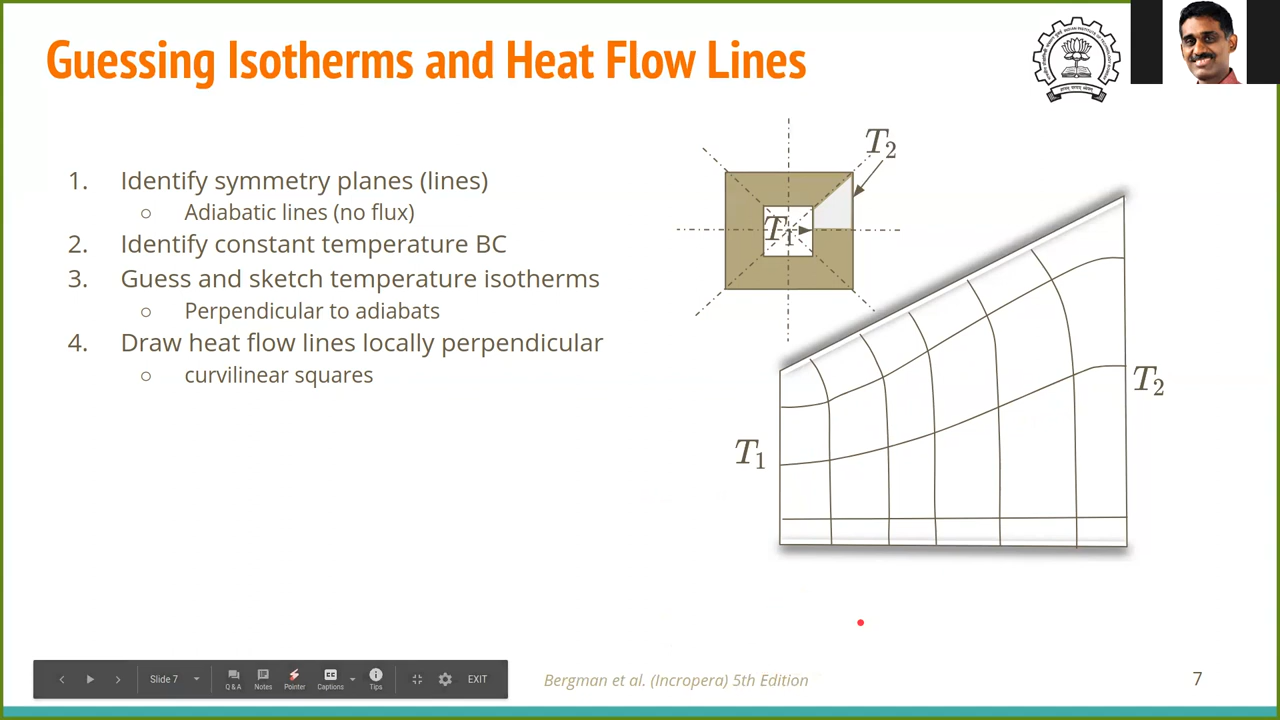 Guessing Isotherms and Heat Flow Lines
1. Identify symmetry planes (lines)
○ Adiabatic lines (no flux)
2. Identify constant temperature BC
3. Guess and sketch temperature isotherms
○ Perpendicular to adiabats
4. Draw heat flow lines locally perpendicular
○ curvilinear squares
T₂
T₁
T₁
T₂
Slide 7
Q & A
Notes
Pointer
Captions
Tips
EXIT
Bergman et al. (Incropera) 5th Edition
7